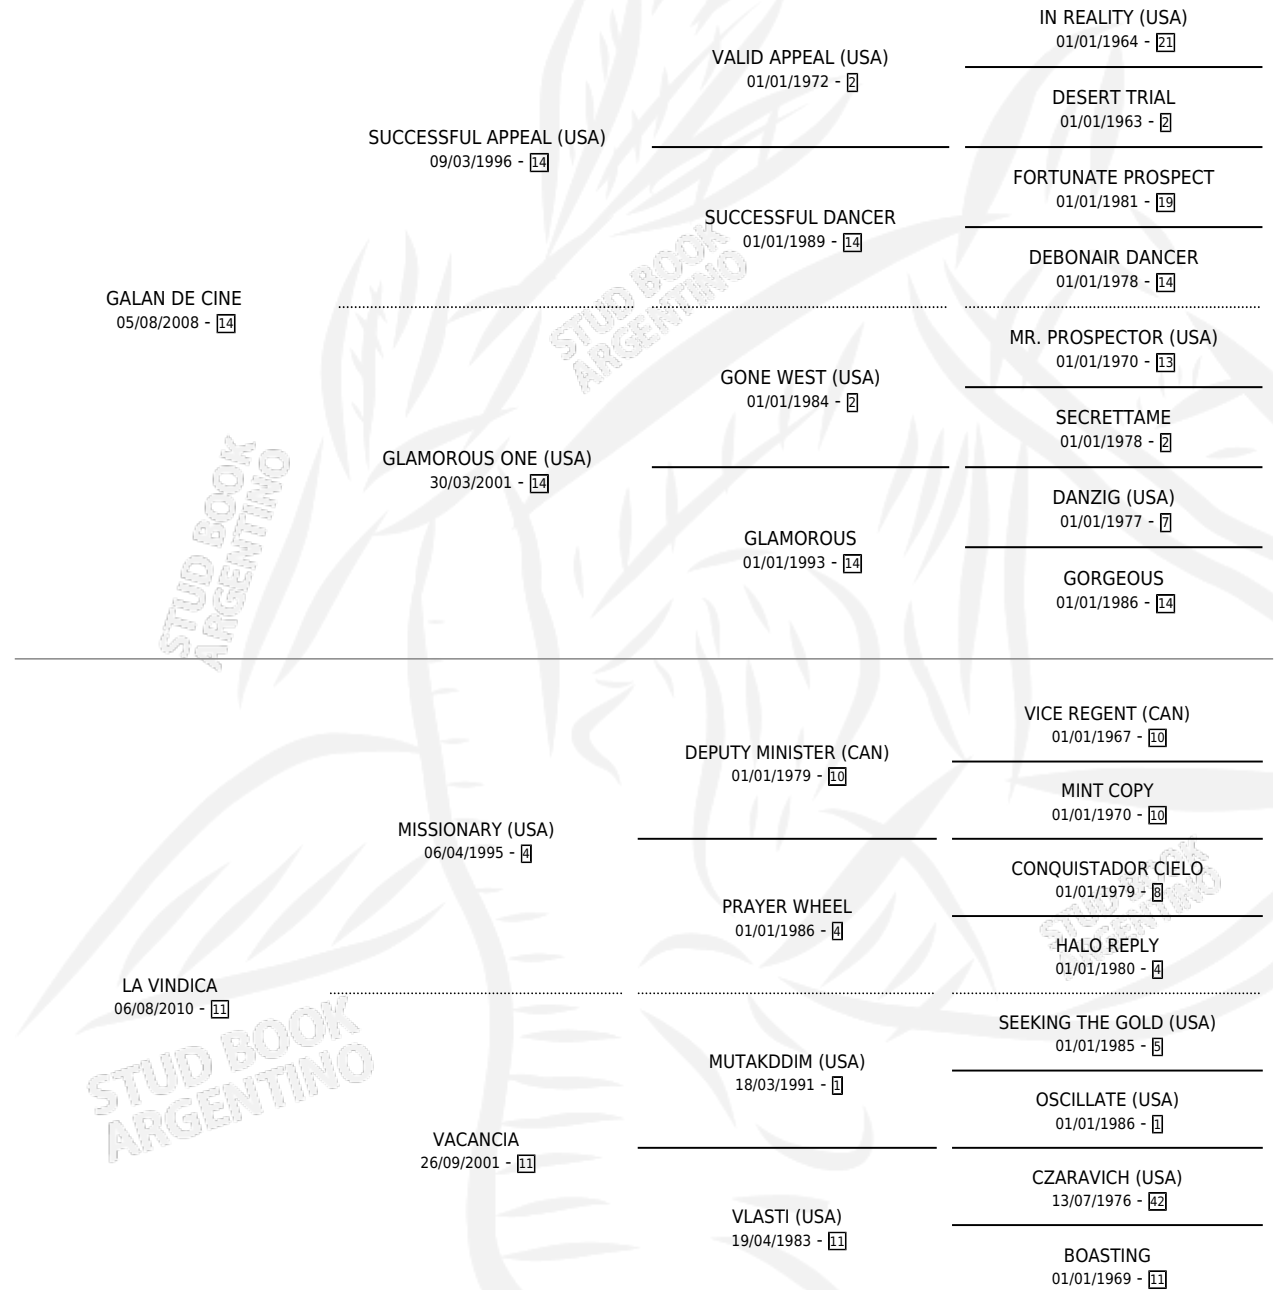 IN REALITY (USA)
01/01/1964 - 21
VALID APPEAL (USA)
01/01/1972 - 2
DESERT TRIAL
01/01/1963 - 2
SUCCESSFUL APPEAL (USA)
09/03/1996 - 14
FORTUNATE PROSPECT
01/01/1981 - 19
SUCCESSFUL DANCER
01/01/1989 - 14
DEBONAIR DANCER
01/01/1978 - 14
STUD BOOK
ARGENTINO
GALAN DE CINE
05/08/2008 - 14
MR. PROSPECTOR (USA)
01/01/1970 - 13
GONE WEST (USA)
01/01/1984 - 2
SECRETTAME
01/01/1978 - 2
GLAMOROUS ONE (USA)
30/03/2001 - 14
DANZIG (USA)
01/01/1977 - 7
GLAMOROUS
01/01/1993 - 14
GORGEOUS
01/01/1986 - 14
STUD BOOK
ARGENTINO
VICE REGENT (CAN)
01/01/1967 - 10
DEPUTY MINISTER (CAN)
01/01/1979 - 10
MINT COPY
01/01/1970 - 10
MISSIONARY (USA)
06/04/1995 - 4
CONQUISTADOR CIELO
01/01/1979 - 8
PRAYER WHEEL
01/01/1986 - 4
HALO REPLY
01/01/1980 - 4
STUD BOOK
ARGENTINO
LA VINDICA
06/08/2010 - 11
SEEKING THE GOLD (USA)
01/01/1985 - 5
MUTAKDDIM (USA)
18/03/1991 - 1
OSCILLATE (USA)
01/01/1986 - 1
STUD BOOK
ARGENTINO
VACANCIA
26/09/2001 - 11
CZARAVICH (USA)
13/07/1976 - 42
VLASTI (USA)
19/04/1983 - 11
BOASTING
01/01/1969 - 11